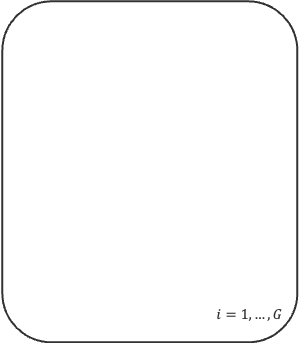 i = 1, ..., G